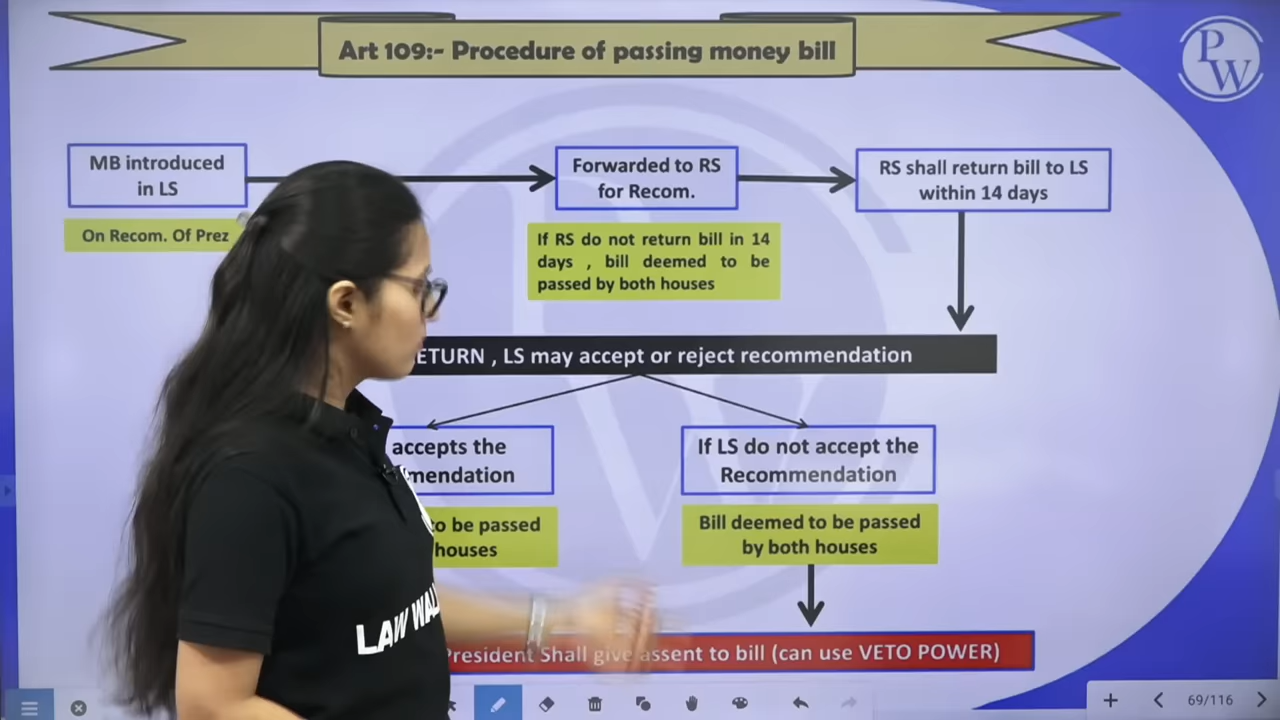 Art 109:- Procedure of passing money bill
PW
MB introduced
in LS
Forwarded to RS
for Recom.
RS shall return bill to LS
within 14 days
On Recom. Of Prez
If RS do not return bill in 14
days , bill deemed to be
passed by both houses
ETURN , LS may accept or reject recommendation
accepts the
mendation
If LS do not accept the
Recommendation
to be passed
houses
Bill deemed to be passed
by both houses
LAW WAL
President Shall give assent to bill (can use VETO POWER)
69/116